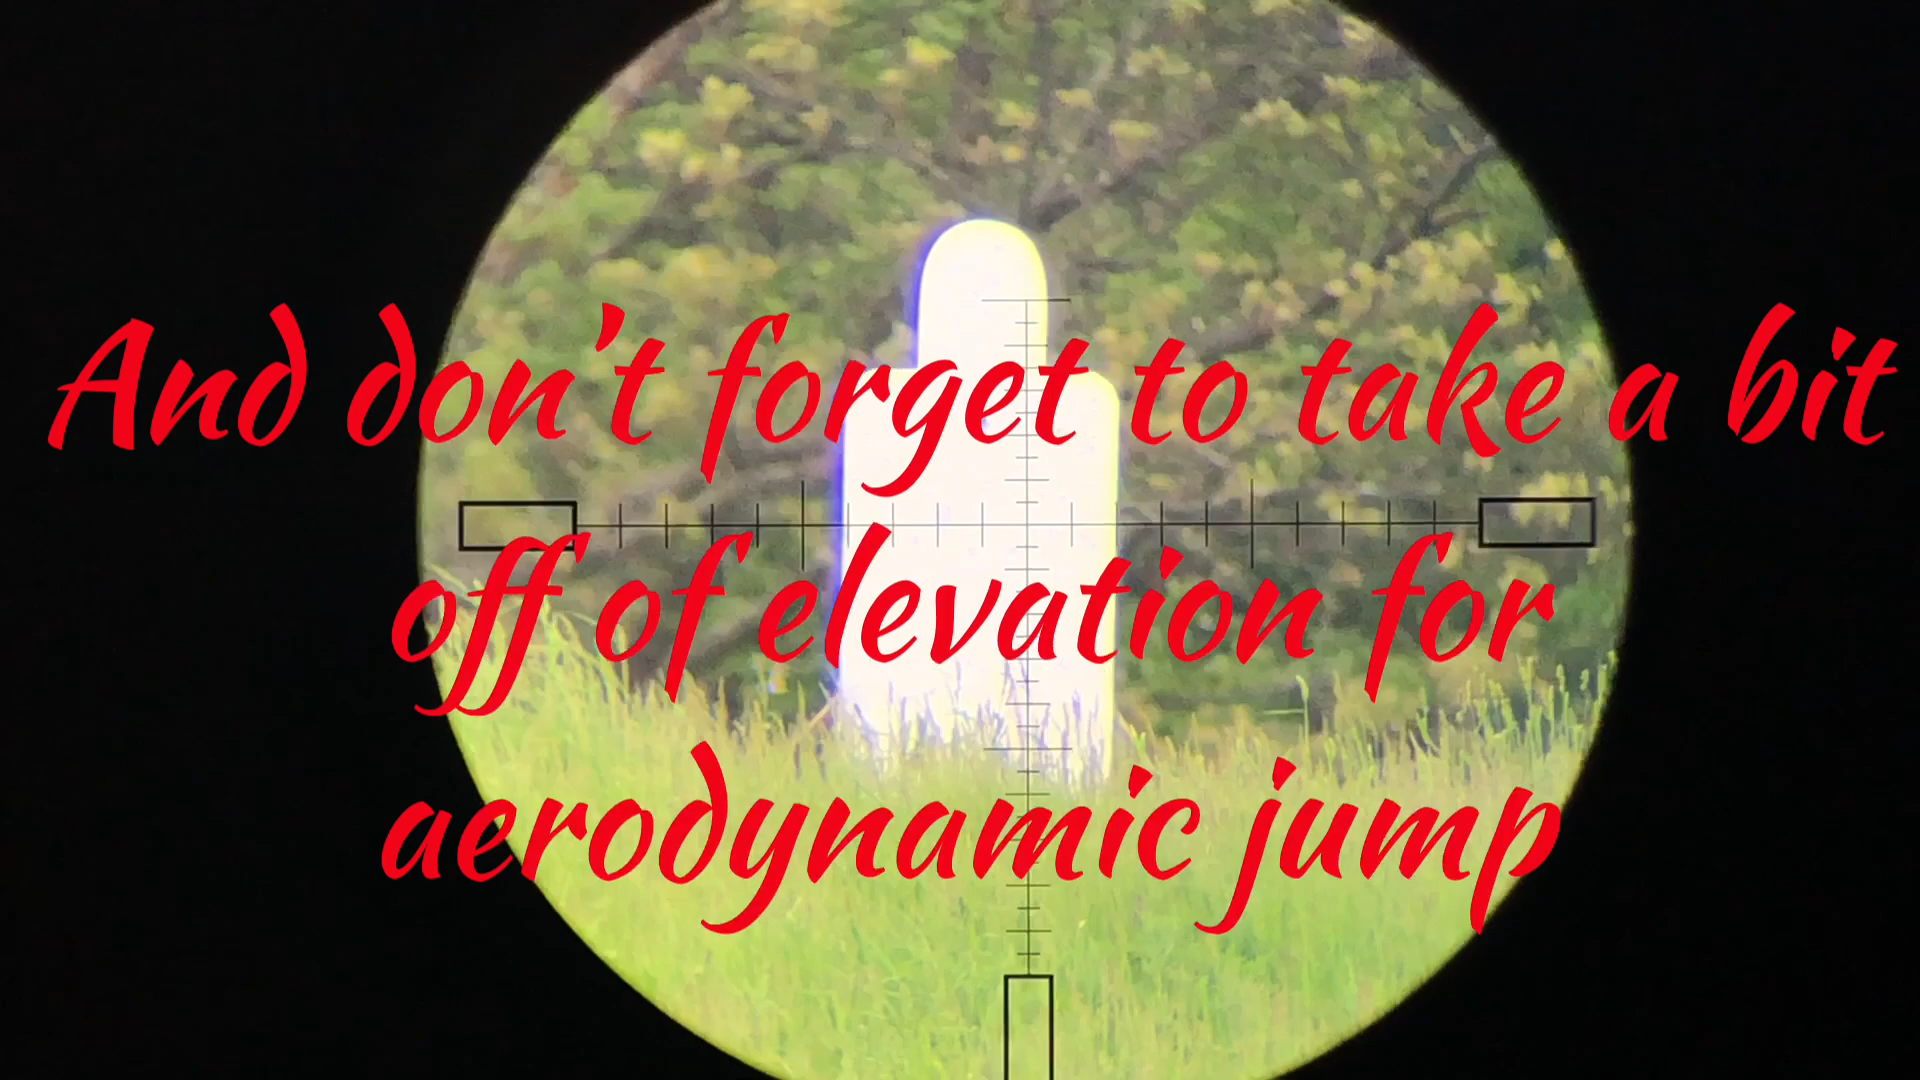 And don't forget to take a bit
off of elevation for
aerodynamic jump